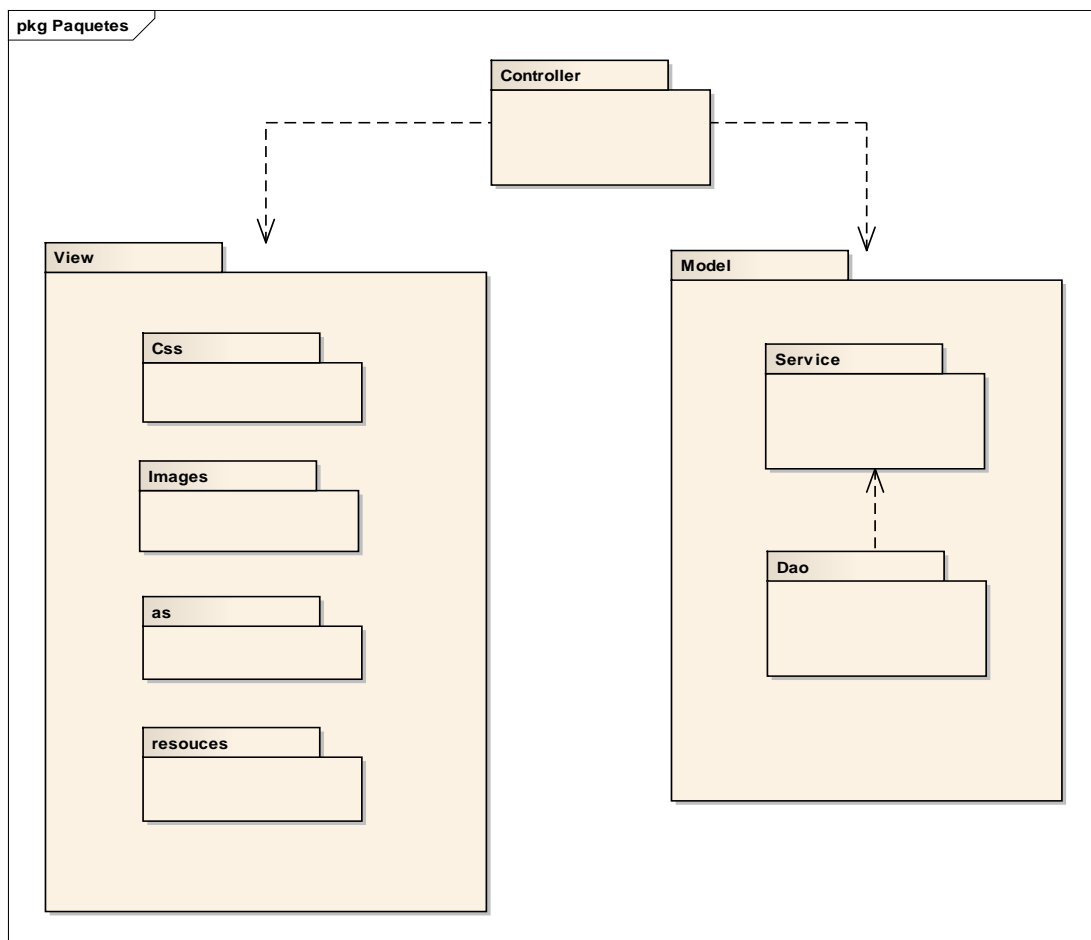 pkg Paquetes
Controller
View
Model
Css
Service
Images
Dao
as
resouces